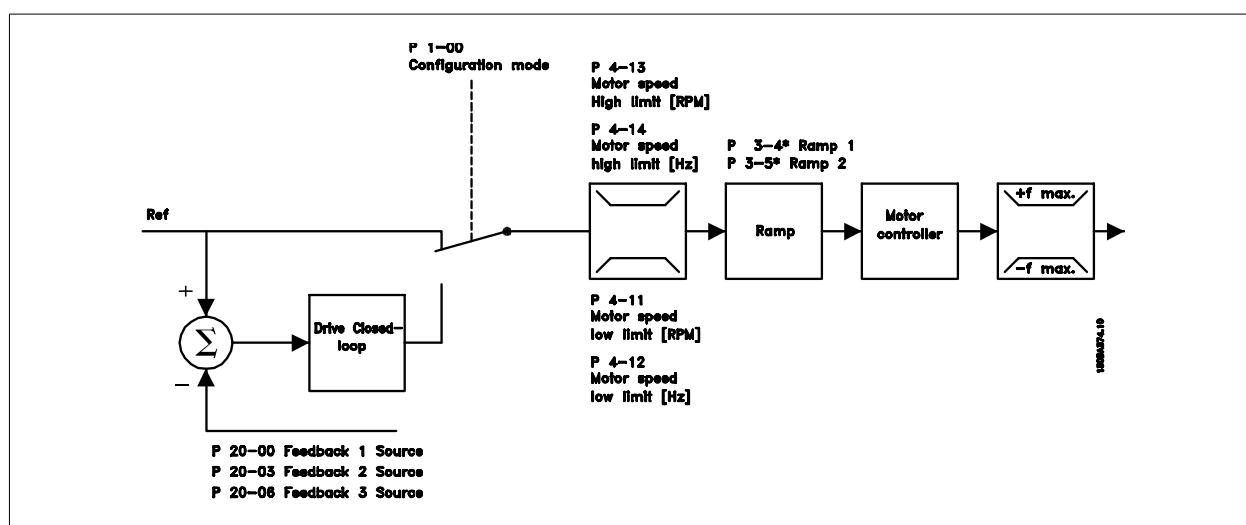 P 1-00
Configuration mode
P 4-13
Motor speed
High limit [RPM]
P 4-14
Motor speed
high limit [Hz]
P 3-4* Ramp 1
P 3-5* Ramp 2
Ref
Ramp
Motor
controller
+f max.
-f max.
+
Σ
−
Drive Closed-
loop
P 4-11
Motor speed
low limit [RPM]
P 4-12
Motor speed
low limit [Hz]
P 20-00 Feedback 1 Source
P 20-03 Feedback 2 Source
P 20-06 Feedback 3 Source